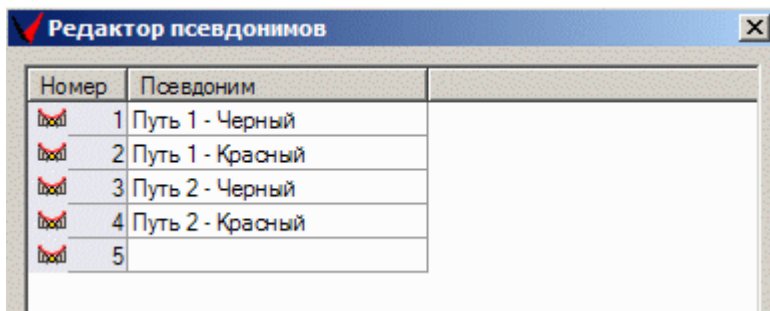 Редактор псевдонимов
Номер Псевдоним
1 Путь 1 - Черный
2 Путь 1 - Красный
3 Путь 2 - Черный
4 Путь 2 - Красный
5